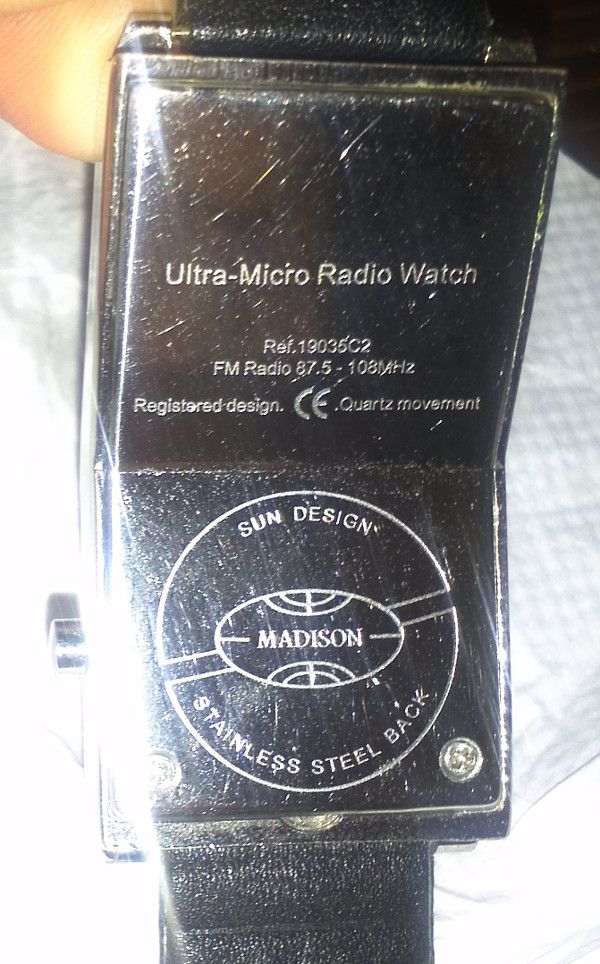 Ultra-Micro Radio Watch
Ref.19035C2
FM Radio 87.5 - 108MHz
Registered design. CE .Quartz movement
SUN DESIGN
MADISON
STAINLESS STEEL BACK